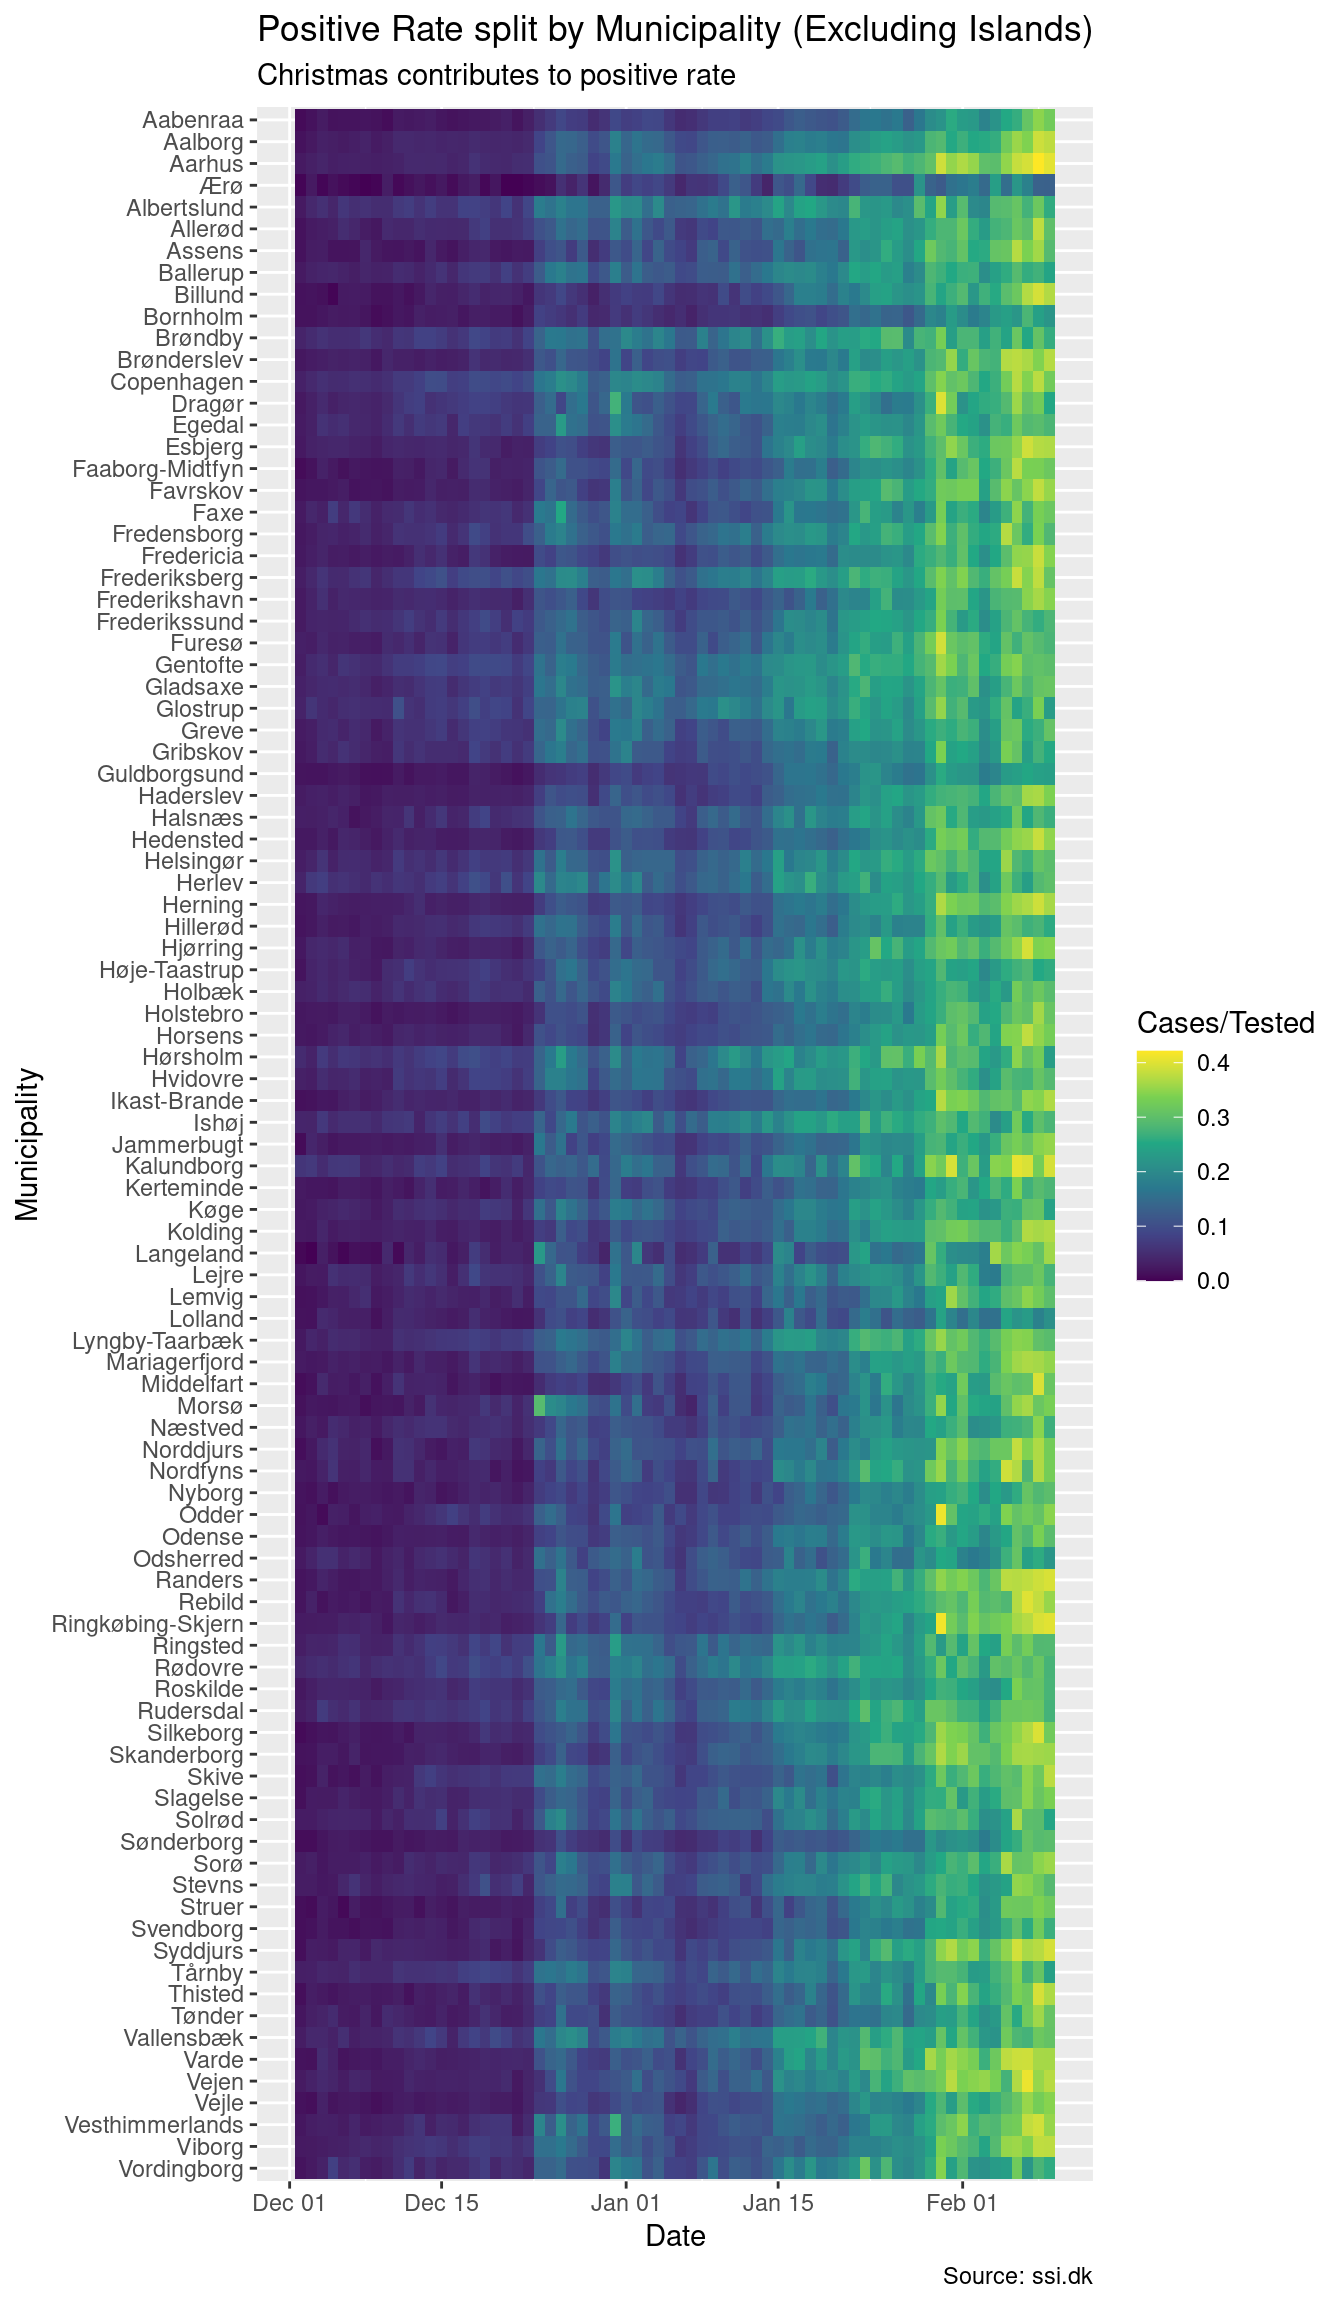 Positive Rate split by Municipality (Excluding Islands)
Christmas contributes to positive rate
Municipality
Aabenraa
Aalborg
Aarhus
Ærø
Albertslund
Allerød
Assens
Ballerup
Billund
Bornholm
Brøndby
Brønderslev
Copenhagen
Dragør
Egedal
Esbjerg
Faaborg-Midtfyn
Favrskov
Faxe
Fredensborg
Fredericia
Frederiksberg
Frederikshavn
Frederikssund
Furesø
Gentofte
Gladsaxe
Glostrup
Greve
Gribskov
Guldborgsund
Haderslev
Halsnæs
Hedensted
Helsingør
Herlev
Herning
Hillerød
Hjørring
Høje-Taastrup
Holbæk
Holstebro
Horsens
Hørsholm
Hvidovre
Ikast-Brande
Ishøj
Jammerbugt
Kalundborg
Kerteminde
Køge
Kolding
Langeland
Lejre
Lemvig
Lolland
Lyngby-Taarbæk
Mariagerfjord
Middelfart
Morsø
Næstved
Norddjurs
Nordfyns
Nyborg
Odder
Odense
Odsherred
Randers
Rebild
Ringkøbing-Skjern
Ringsted
Rødovre
Roskilde
Rudersdal
Silkeborg
Skanderborg
Skive
Slagelse
Solrød
Sønderborg
Sorø
Stevns
Struer
Svendborg
Syddjurs
Tårnby
Thisted
Tønder
Vallensbæk
Varde
Vejen
Vejle
Vesthimmerlands
Viborg
Vordingborg
Dec 01
Dec 15
Jan 01
Jan 15
Feb 01
Date
Cases/Tested
0.4
0.3
0.2
0.1
0.0
Source: ssi.dk